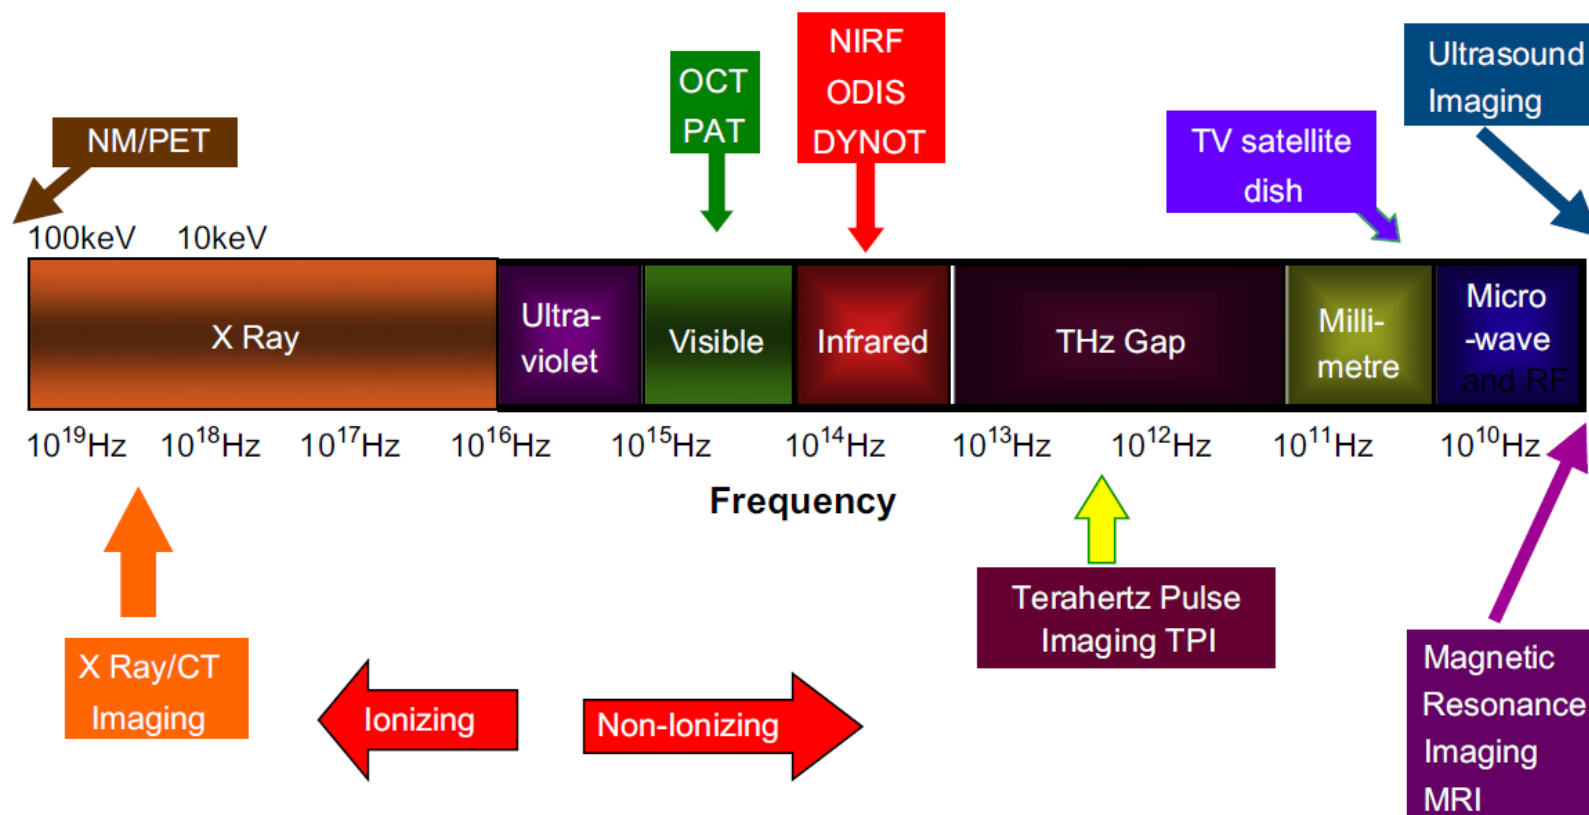 NM/PET
OCT
PAT
NIRF
ODIS
DYNOT
TV satellite
dish
Ultrasound
Imaging
100keV
10keV
X Ray
Ultra-
violet
Visible
Infrared
THz Gap
Milli-
metre
Micro
-wave
and RF
10¹⁹Hz
10¹⁸Hz
10¹⁷Hz
10¹⁶Hz
10¹⁵Hz
10¹⁴Hz
10¹³Hz
10¹²Hz
10¹¹Hz
10¹⁰Hz
Frequency
X Ray/CT
Imaging
Ionizing
Non-Ionizing
Terahertz Pulse
Imaging TPI
Magnetic
Resonance
Imaging
MRI